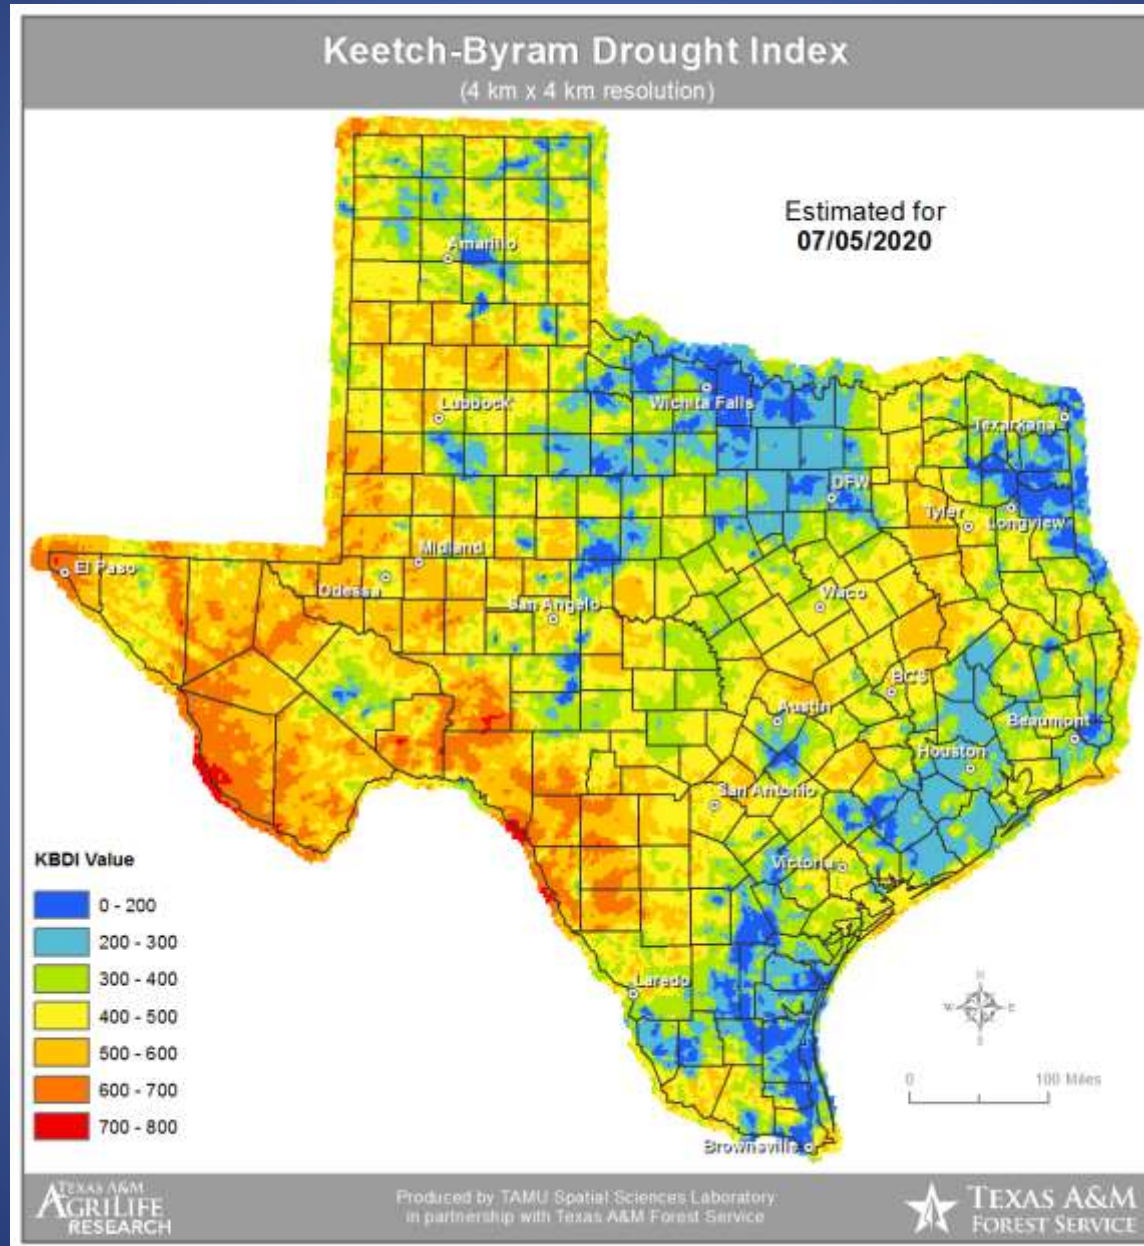 Keetch-Byram Drought Index
(4 km x 4 km resolution)
Estimated for
07/05/2020
Amarillo
Lubbock
Wichita Falls
Texarkana
DFW
Tyler
Longview
Midland
El Paso
Odessa
San Angelo
Waco
BCS
Austin
Beaumont
Houston
San Antonio
Victoria
Laredo
Brownsville
KBDI Value
0 - 200
200 - 300
300 - 400
400 - 500
500 - 600
600 - 700
700 - 800
N
W E
S
0 100 Miles
TEXAS A&M
AGRILIFE
RESEARCH
Produced by TAMU Spatial Sciences Laboratory
in partnership with Texas A&M Forest Service
TEXAS A&M
FOREST SERVICE